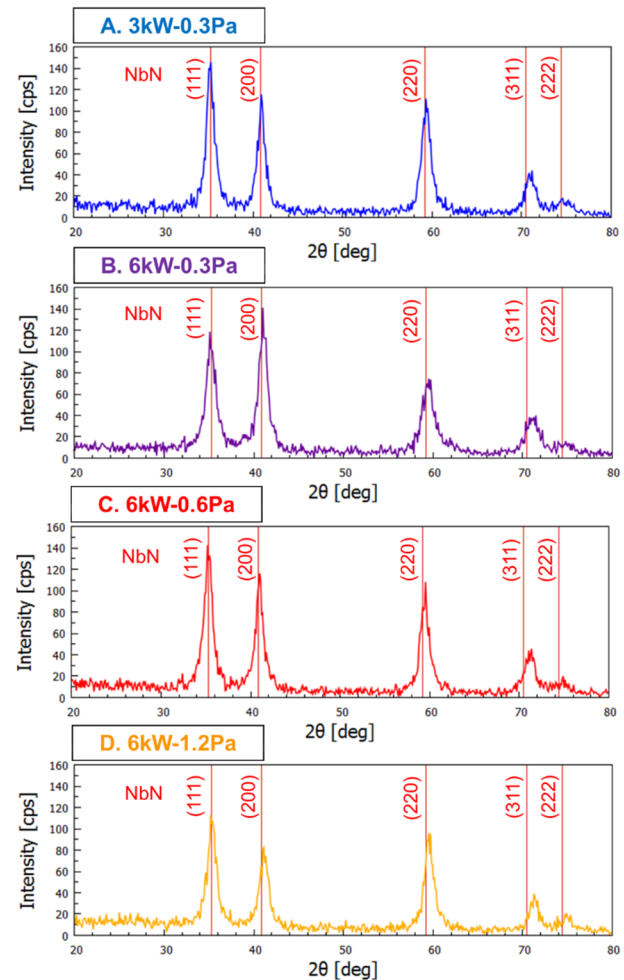 A. 3kW-0.3Pa
Intensity [cps]
160
140
120
100
80
60
40
20
0
NbN
(111)
(200)
(220)
(311)
(222)
20 30 40 50 60 70 80
2θ [deg]
B. 6kW-0.3Pa
Intensity [cps]
160
140
120
100
80
60
40
20
0
NbN
(111)
(200)
(220)
(311)
(222)
20 30 40 50 60 70 80
2θ [deg]
C. 6kW-0.6Pa
Intensity [cps]
160
140
120
100
80
60
40
20
0
NbN
(111)
(200)
(220)
(311)
(222)
20 30 40 50 60 70 80
2θ [deg]
D. 6kW-1.2Pa
Intensity [cps]
160
140
120
100
80
60
40
20
0
NbN
(111)
(200)
(220)
(311)
(222)
20 30 40 50 60 70 80
2θ [deg]